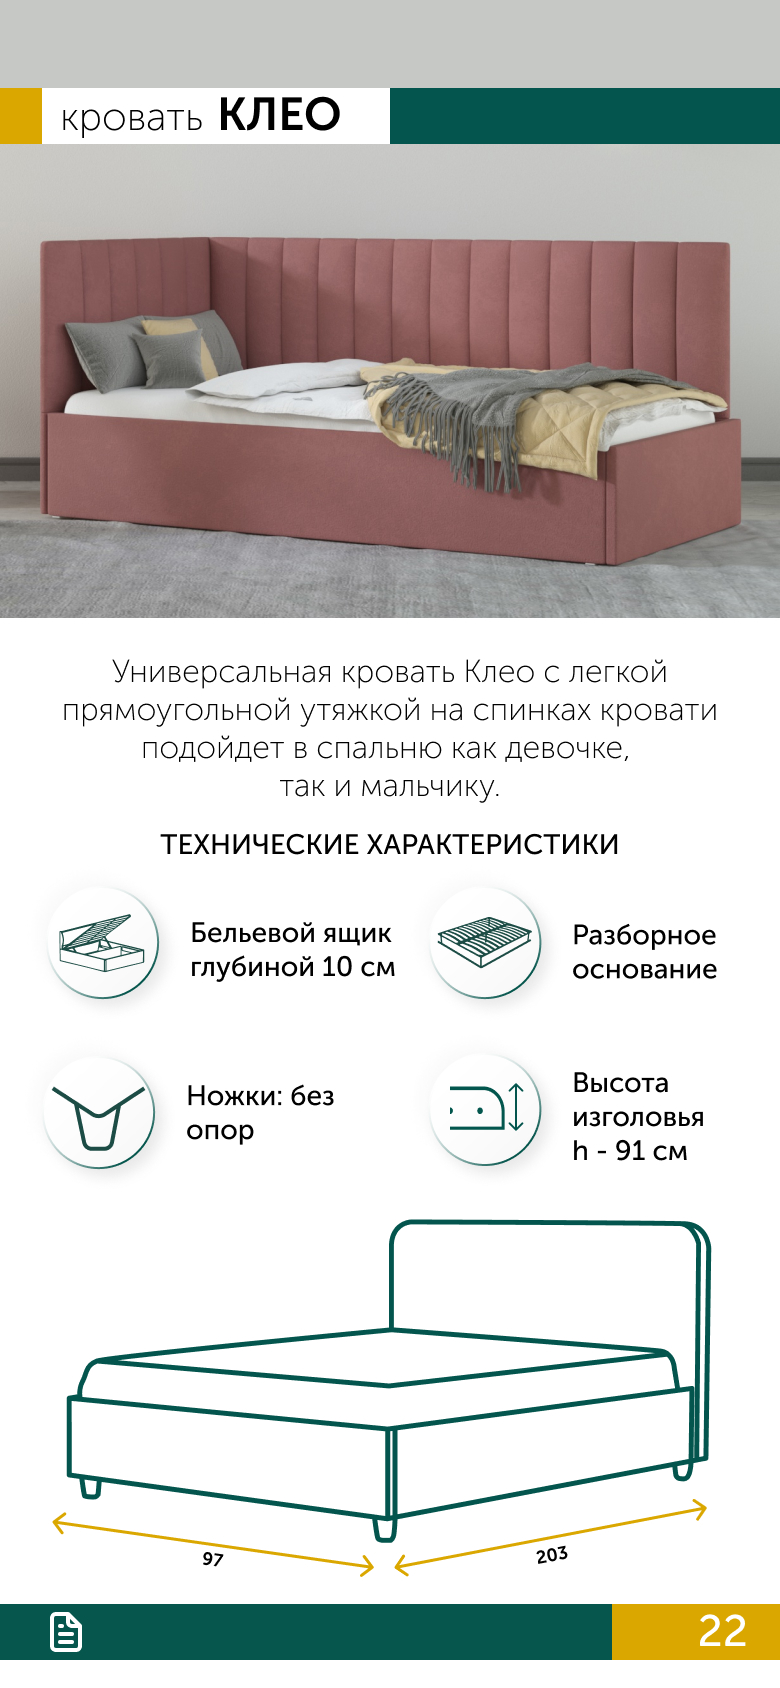 кровать КЛЕО
Универсальная кровать Клео с легкой
прямоугольной утяжкой на спинках кровати
подойдет в спальню как девочке,
так и мальчику.
ТЕХНИЧЕСКИЕ ХАРАКТЕРИСТИКИ
Бельевой ящик
глубиной 10 см
Разборное
основание
Ножки: без
опор
Высота
изголовья
h - 91 см
97
203
22